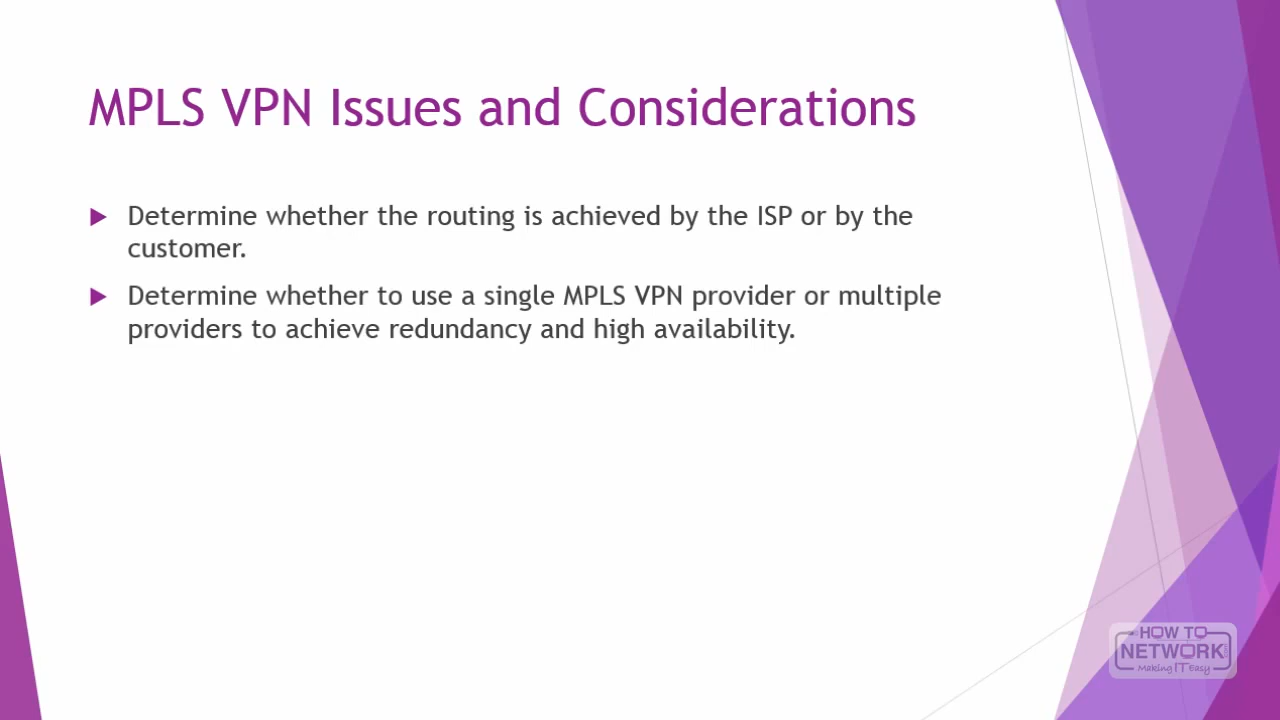 MPLS VPN Issues and Considerations
Determine whether the routing is achieved by the ISP or by the
customer.
Determine whether to use a single MPLS VPN provider or multiple
providers to achieve redundancy and high availability.
HOW TO
NETWORK
Making IT Easy